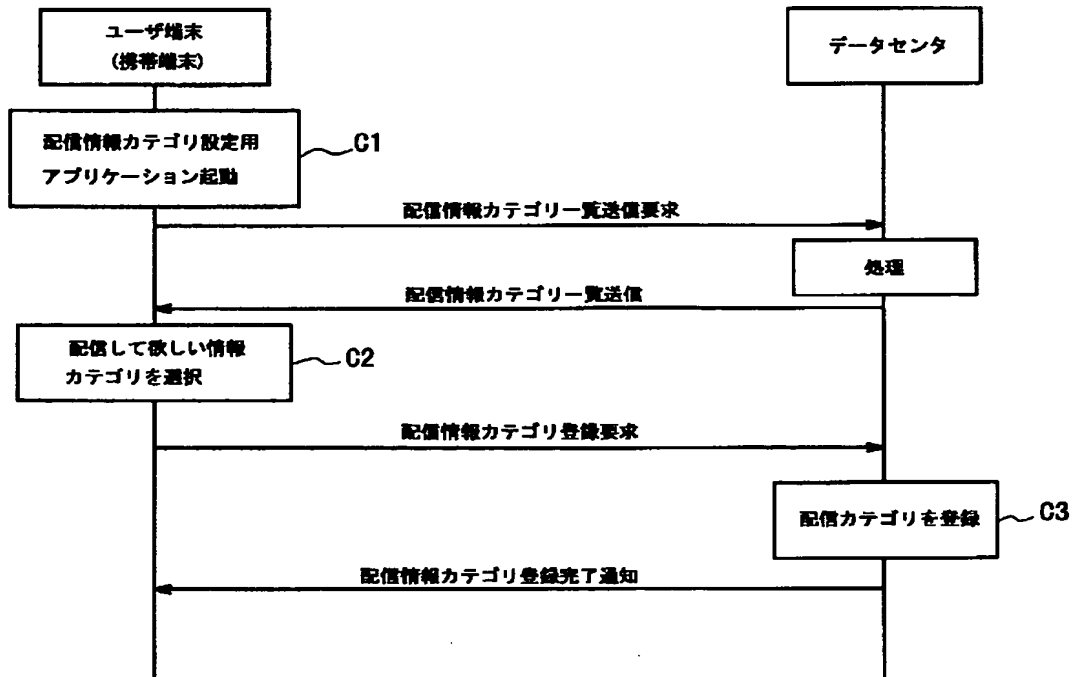 ユーザ端末
(携帯端末)
データセンタ
配信情報カテゴリ設定用
アプリケーション起動
C1
配信情報カテゴリ一覧送信要求
処理
配信情報カテゴリ一覧送信
配信して欲しい情報
カテゴリを選択
C2
配信情報カテゴリ登録要求
配信カテゴリを登録
C3
配信情報カテゴリ登録完了通知